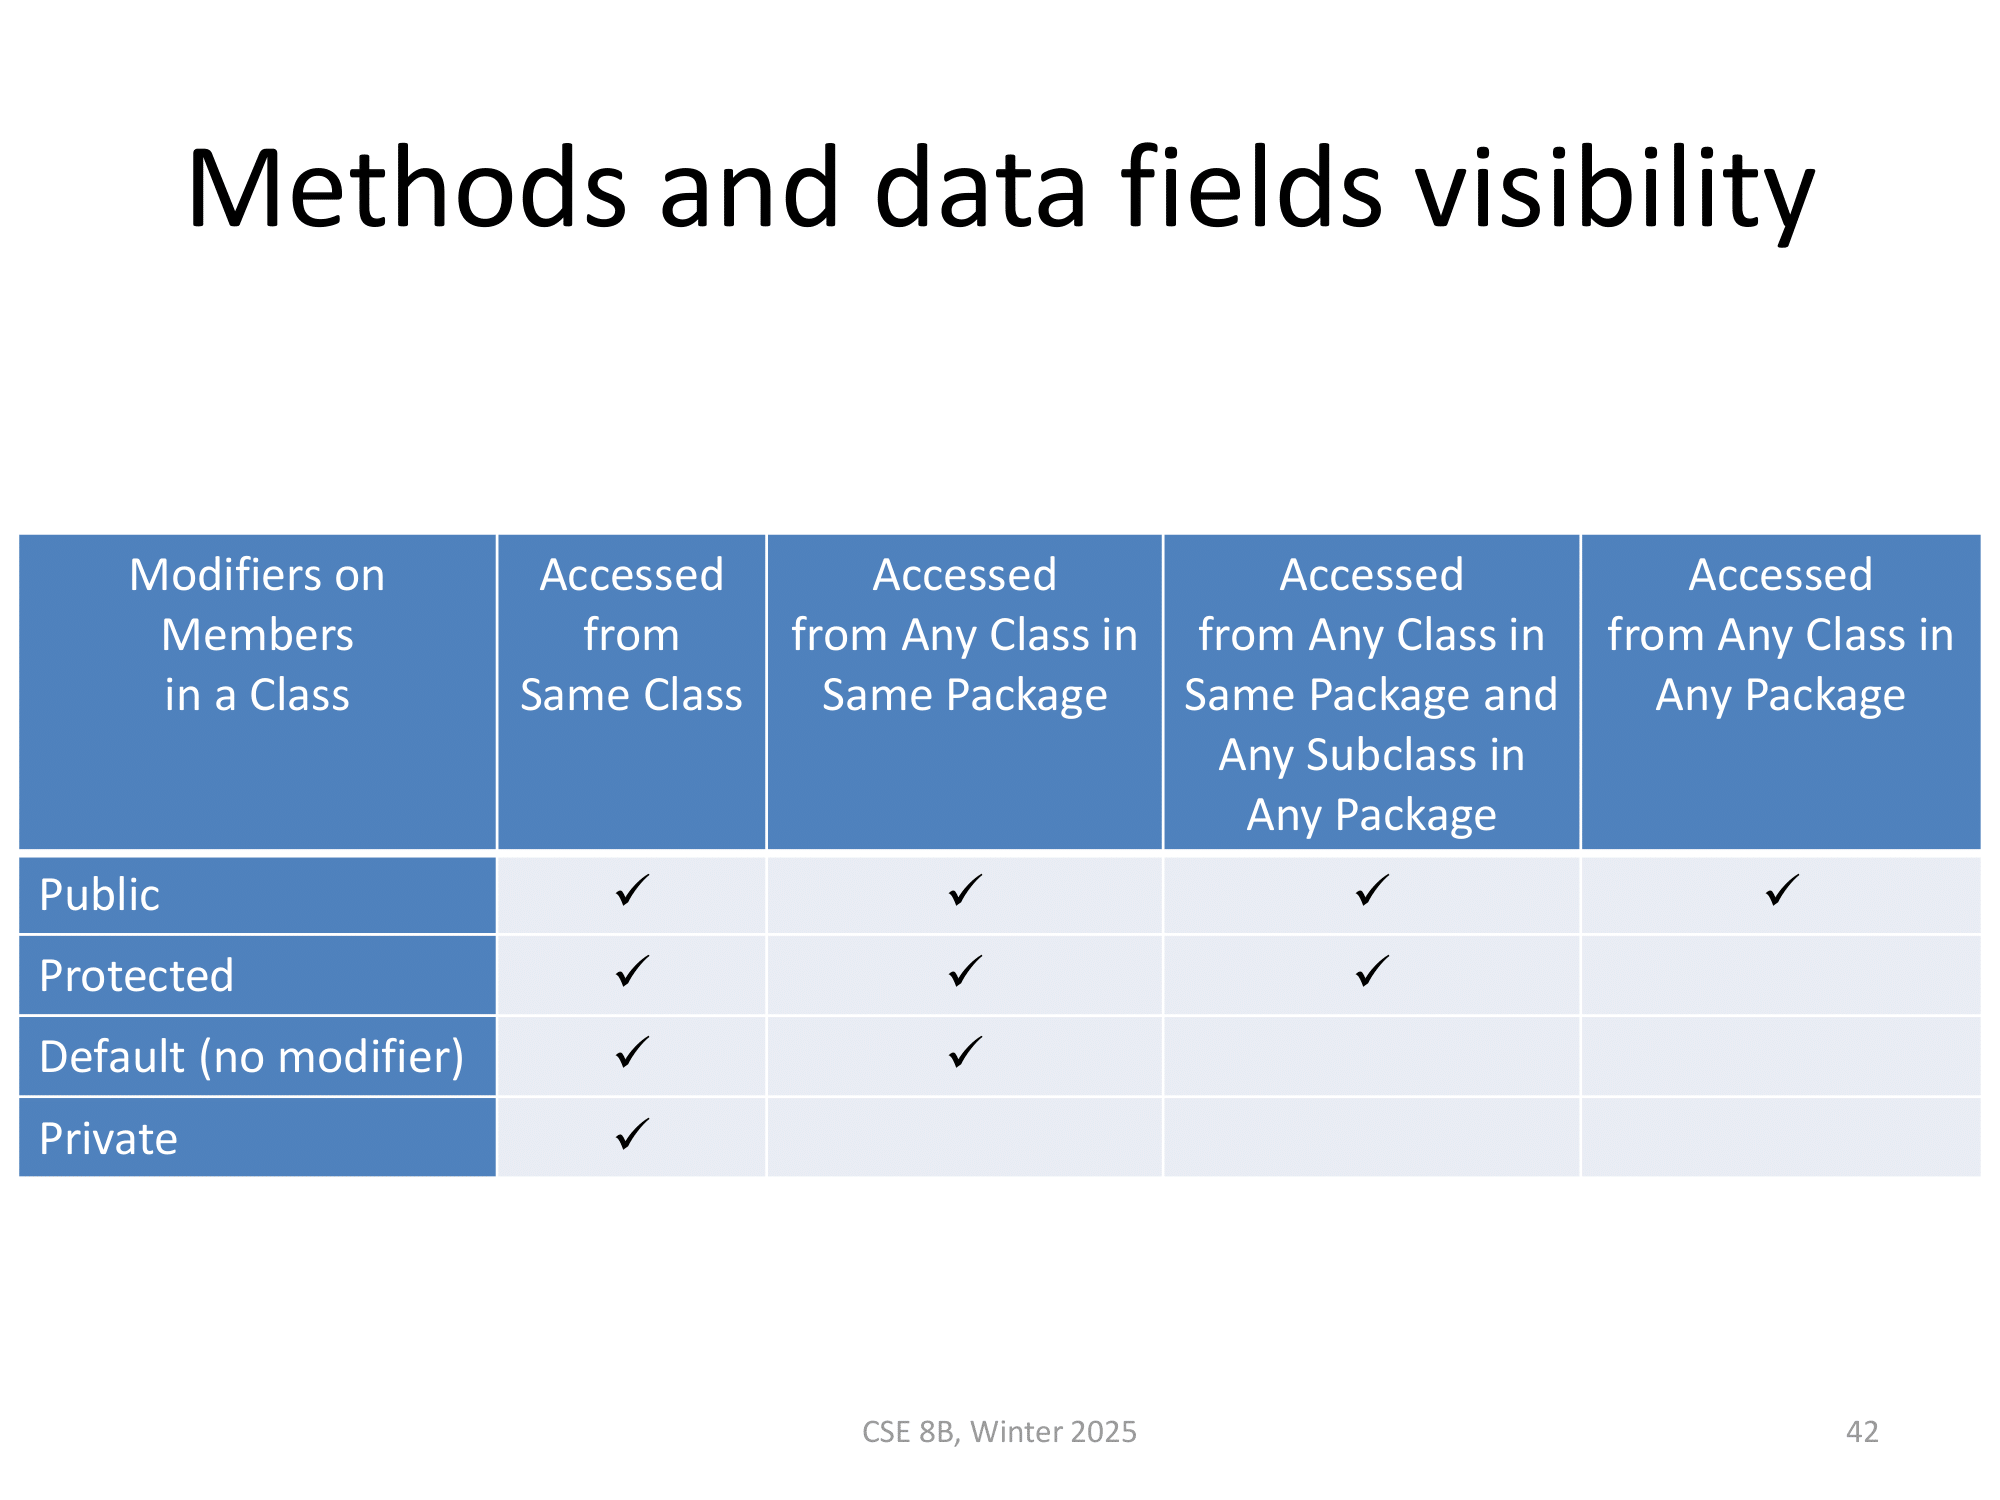 Methods and data fields visibility
Modifiers on
Members
in a Class
Accessed
from
Same Class
Accessed
from Any Class in
Same Package
Accessed
from Any Class in
Same Package and
Any Subclass in
Any Package
Accessed
from Any Class in
Any Package
Public ✓ ✓ ✓ ✓
Protected ✓ ✓ ✓
Default (no modifier) ✓ ✓
Private ✓
CSE 8B, Winter 2025
42